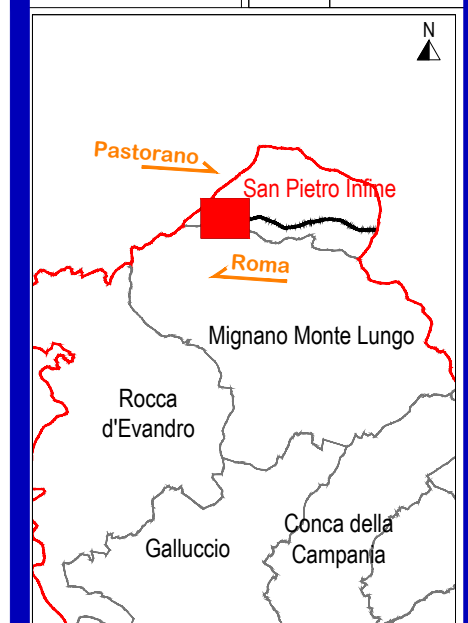 N
Pastorano
San Pietro Infine
Roma
Mignano Monte Lungo
Rocca
d'Evandro
Conca della
Campania
Galluccio